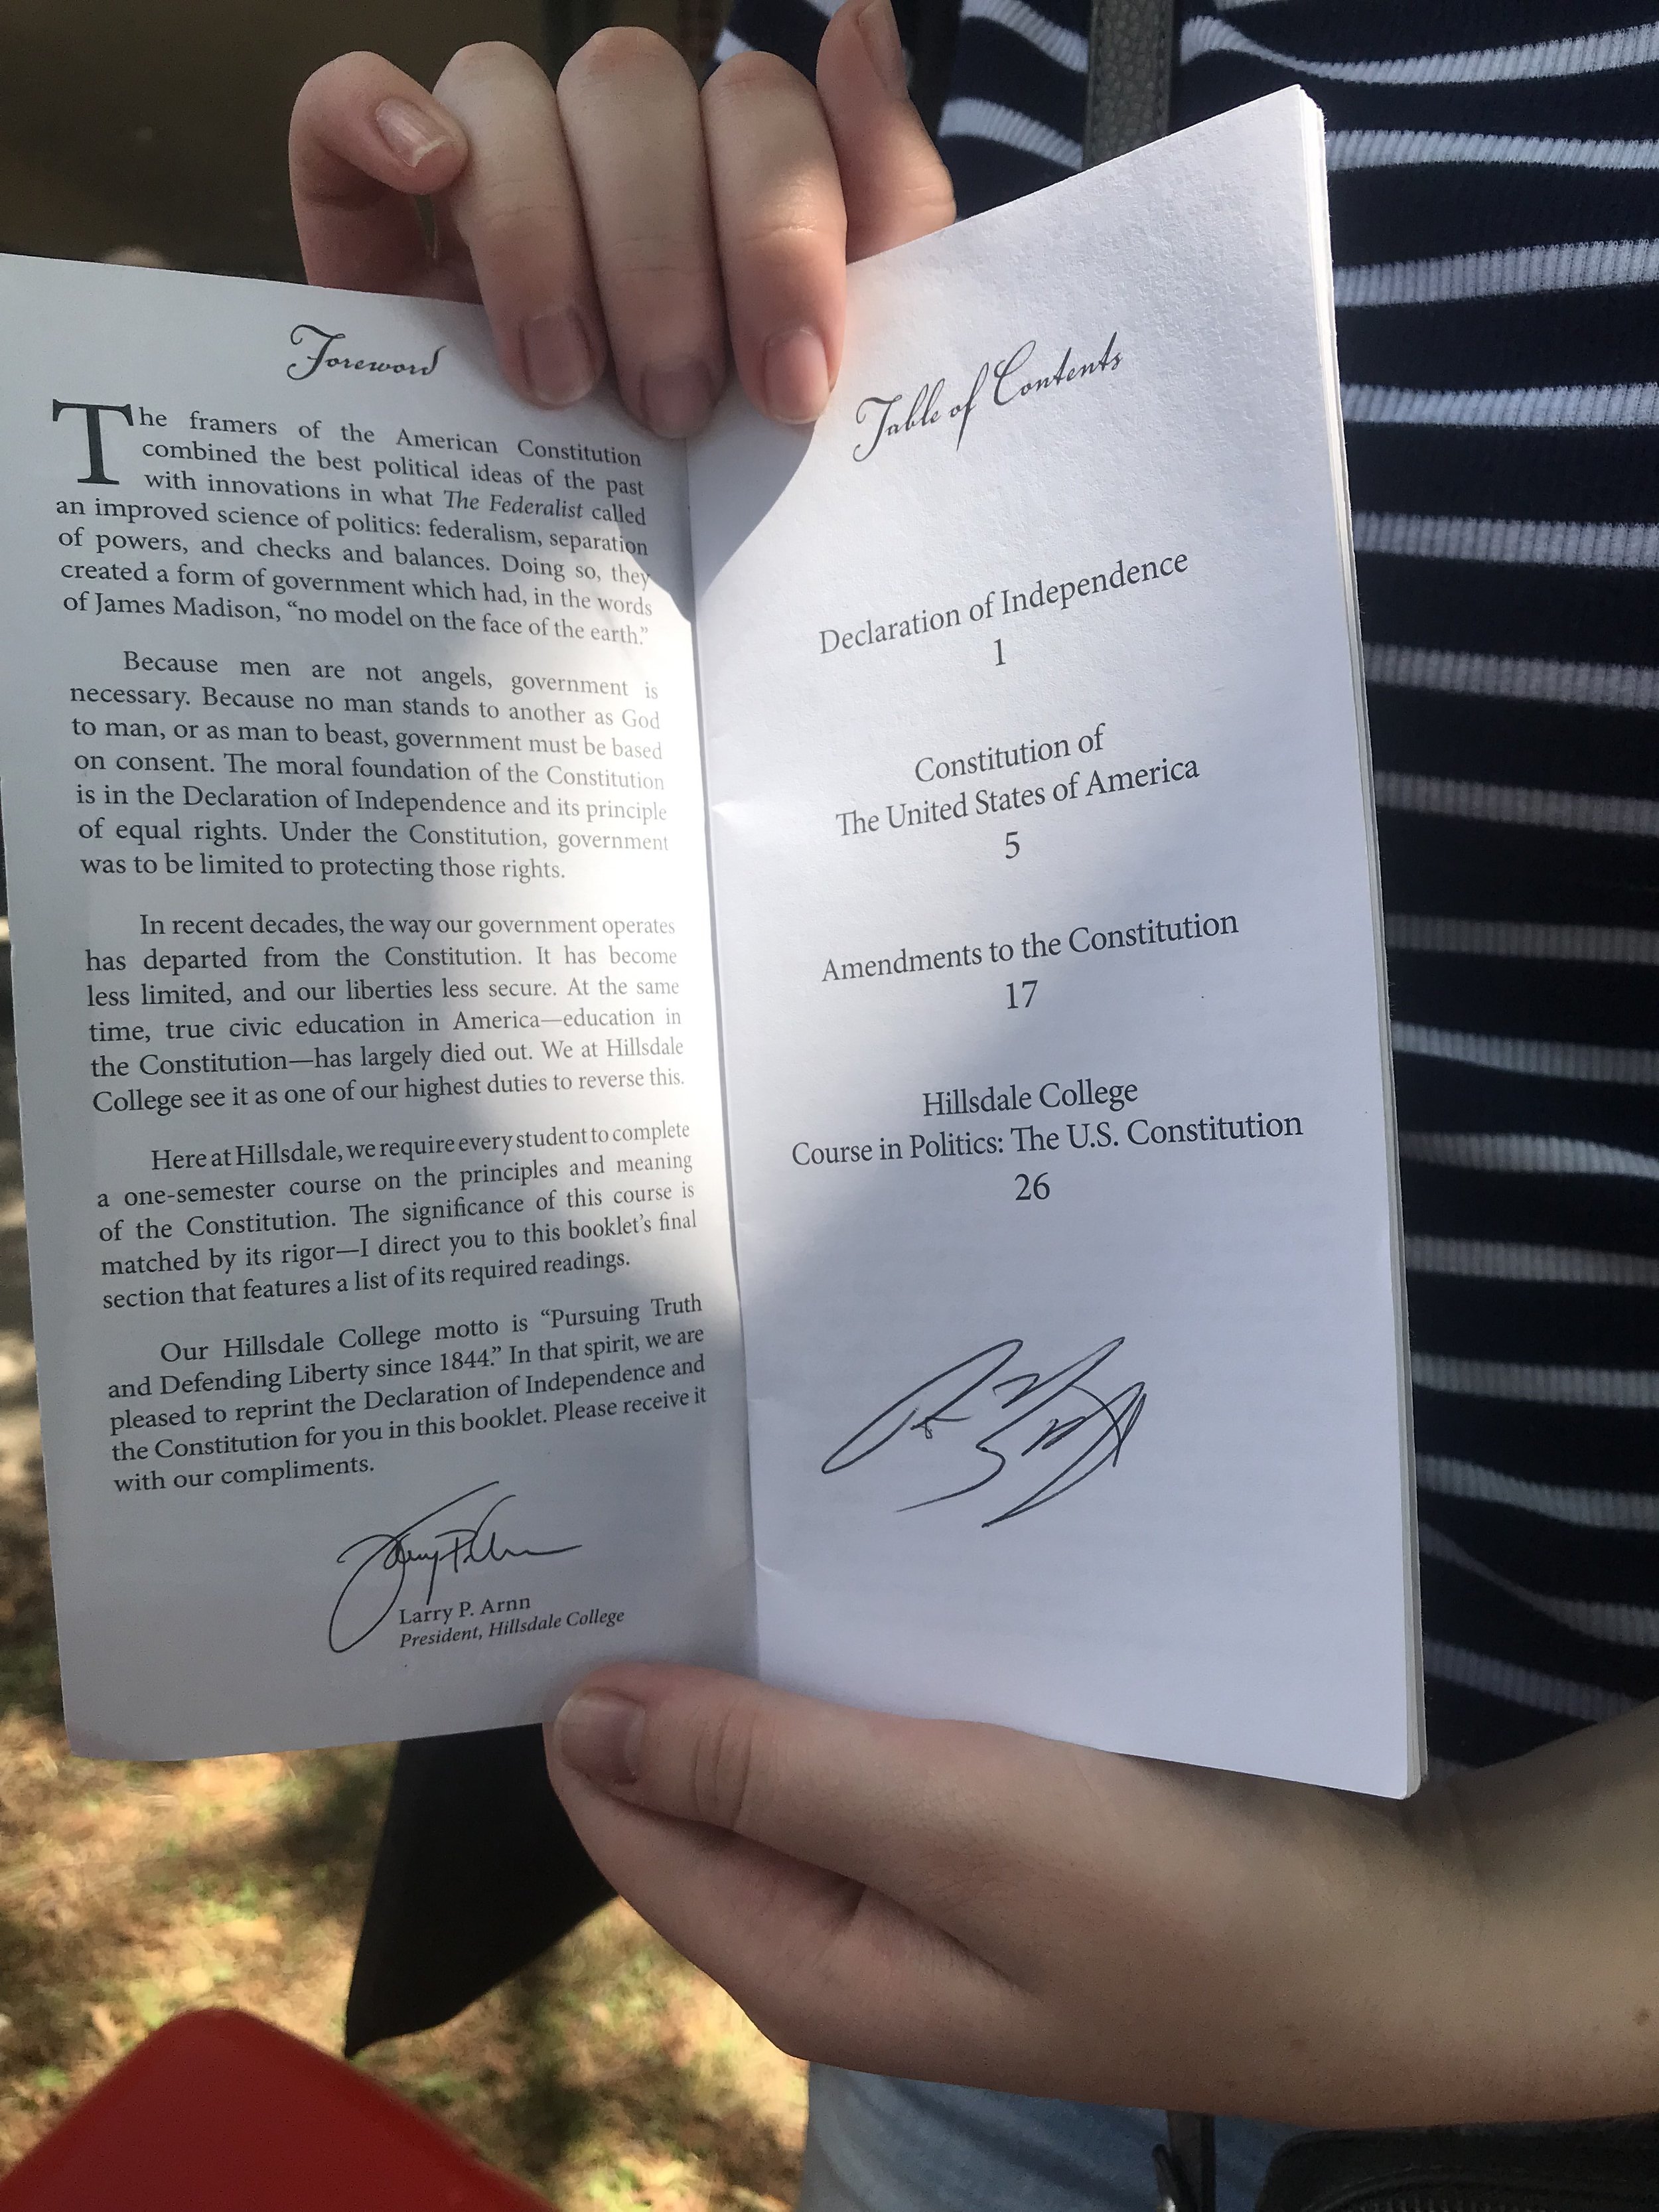 Foreword
The framers of the American Constitution
combined the best political ideas of the past
with innovations in what The Federalist called
an improved science of politics: federalism, separation
of powers, and checks and balances. Doing so, they
created a form of government which had, in the words
of James Madison, “no model on the face of the earth.”
Because men are not angels, government is
necessary. Because no man stands to another as God
to man, or as man to beast, government must be based
on consent. The moral foundation of the Constitution
is in the Declaration of Independence and its principle
of equal rights. Under the Constitution, government
was to be limited to protecting those rights.
In recent decades, the way our government operates
has departed from the Constitution. It has become
less limited, and our liberties less secure. At the same
time, true civic education in America—education in
the Constitution—has largely died out. We at Hillsdale
College see it as one of our highest duties to reverse this.
Here at Hillsdale, we require every student to complete
a one-semester course on the principles and meaning
of the Constitution. The significance of this course is
matched by its rigor—I direct you to this booklet’s final
section that features a list of its required readings.
Our Hillsdale College motto is “Pursuing Truth
and Defending Liberty since 1844.” In that spirit, we are
pleased to reprint the Declaration of Independence and
the Constitution for you in this booklet. Please receive it
with our compliments.
Larry P. Arnn
Larry P. Arnn
President, Hillsdale College
Table of Contents
Declaration of Independence
1
Constitution of
The United States of America
5
Amendments to the Constitution
17
Hillsdale College
Course in Politics: The U.S. Constitution
26